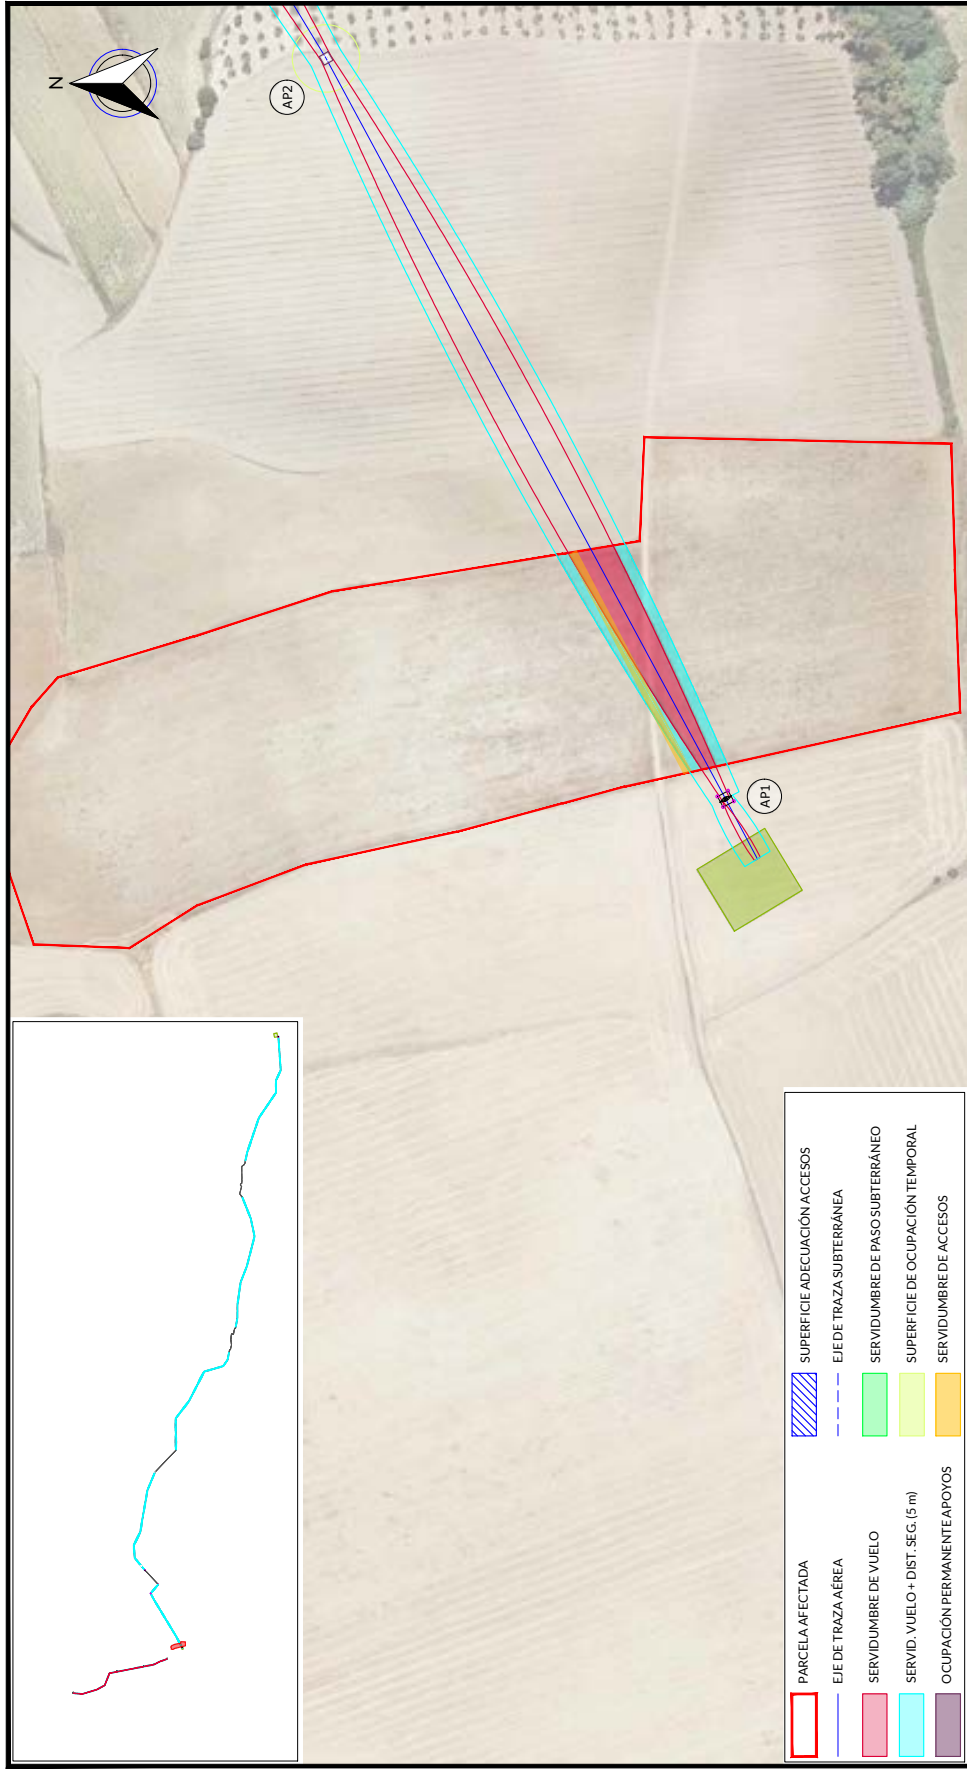 N
AP2
AP1
PARCELA AFECTADA
EJE DE TRAZA AÉREA
SERVIDUMBRE DE VUELO
SERVID. VUELO + DIST. SEG. (5 m)
OCUPACIÓN PERMANENTE APOYOS
SUPERFICIE ADECUACIÓN ACCESOS
EJE DE TRAZA SUBTERRÁNEA
SERVIDUMBRE DE PASO SUBTERRÁNEO
SUPERFICIE DE OCUPACIÓN TEMPORAL
SERVIDUMBRE DE ACCESOS